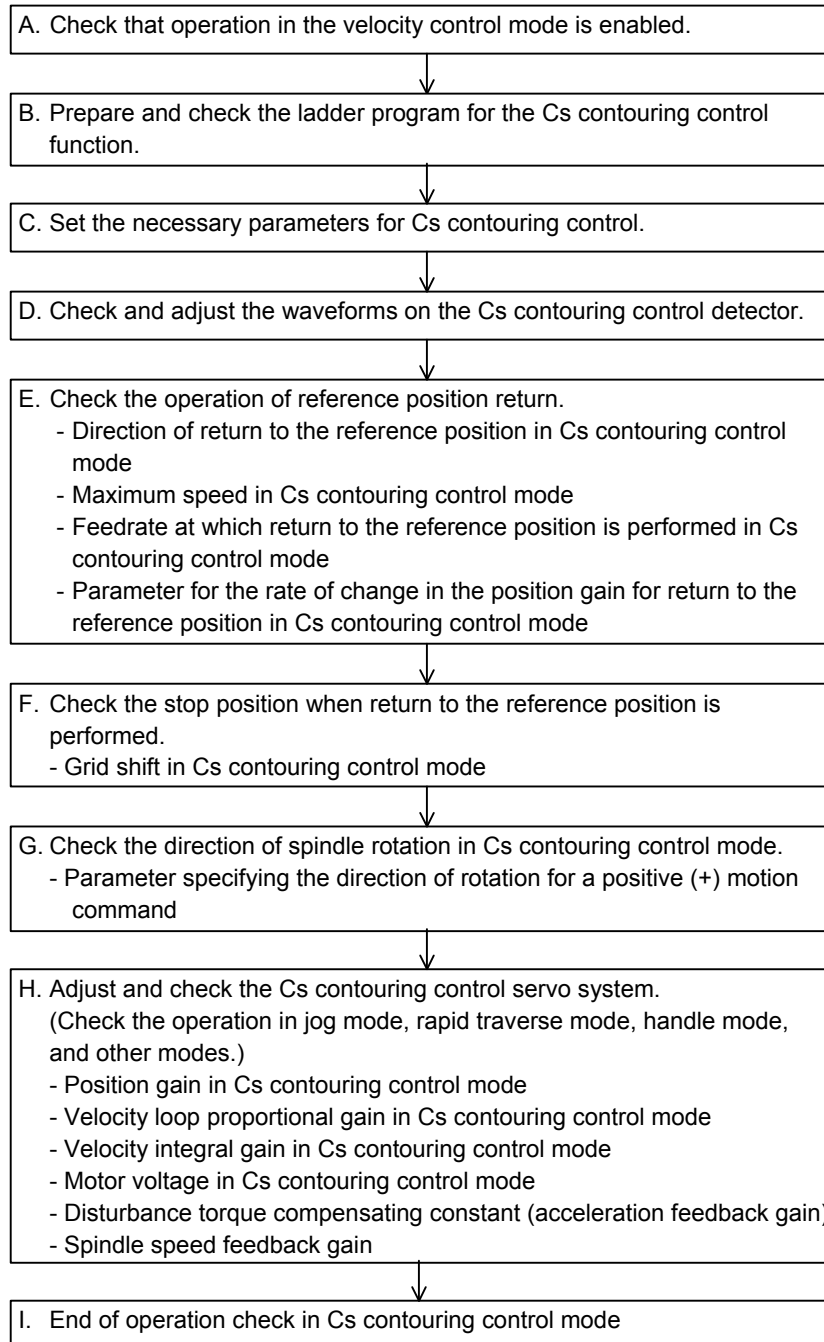 A. Check that operation in the velocity control mode is enabled.
B. Prepare and check the ladder program for the Cs contouring control
function.
C. Set the necessary parameters for Cs contouring control.
D. Check and adjust the waveforms on the Cs contouring control detector.
E. Check the operation of reference position return.
- Direction of return to the reference position in Cs contouring control
mode
- Maximum speed in Cs contouring control mode
- Feedrate at which return to the reference position is performed in Cs
contouring control mode
- Parameter for the rate of change in the position gain for return to the
reference position in Cs contouring control mode
F. Check the stop position when return to the reference position is
performed.
- Grid shift in Cs contouring control mode
G. Check the direction of spindle rotation in Cs contouring control mode.
- Parameter specifying the direction of rotation for a positive (+) motion
command
H. Adjust and check the Cs contouring control servo system.
(Check the operation in jog mode, rapid traverse mode, handle mode,
and other modes.)
- Position gain in Cs contouring control mode
- Velocity loop proportional gain in Cs contouring control mode
- Velocity integral gain in Cs contouring control mode
- Motor voltage in Cs contouring control mode
- Disturbance torque compensating constant (acceleration feedback gain)
- Spindle speed feedback gain
I. End of operation check in Cs contouring control mode